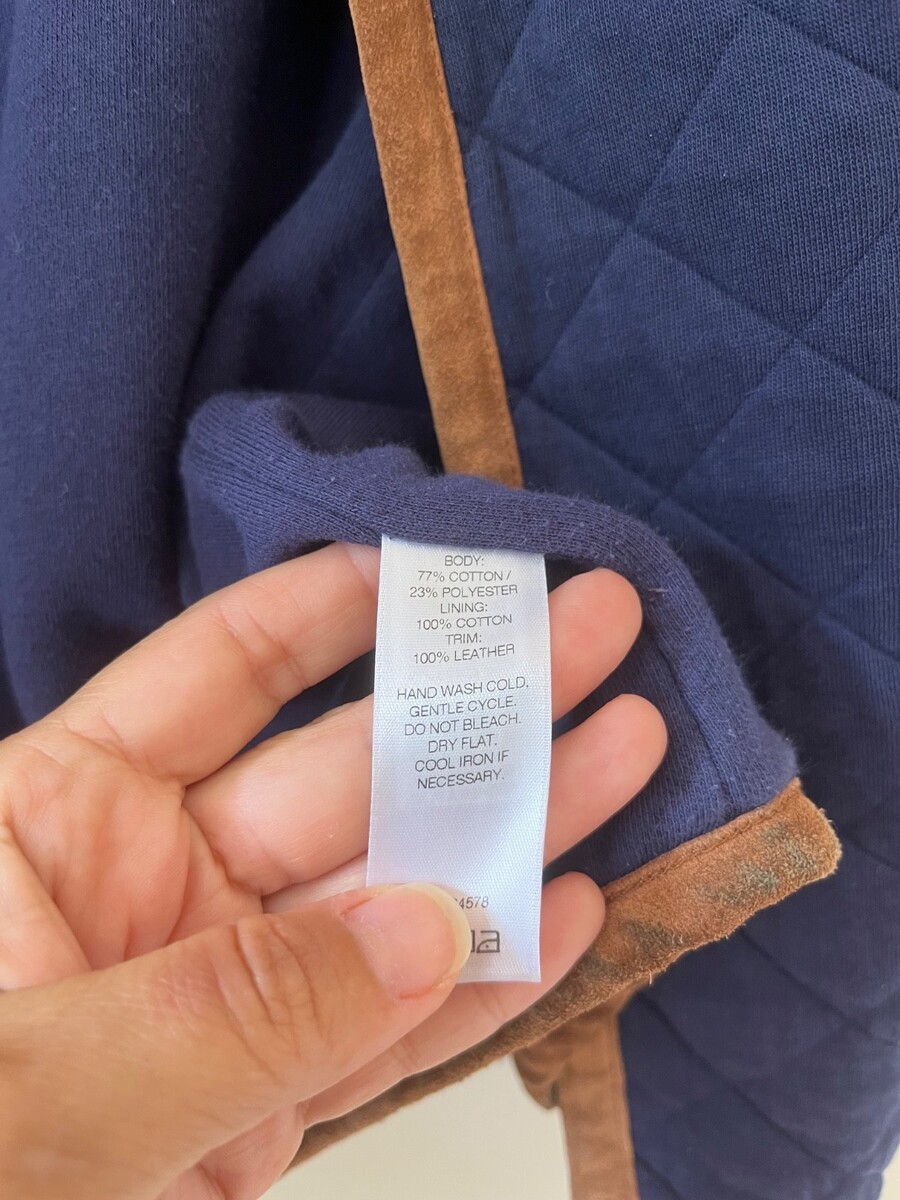 BODY:
77% COTTON /
23% POLYESTER
LINING:
100% COTTON
TRIM:
100% LEATHER
HAND WASH COLD.
GENTLE CYCLE.
DO NOT BLEACH.
DRY FLAT.
COOL IRON IF
NECESSARY.
4578